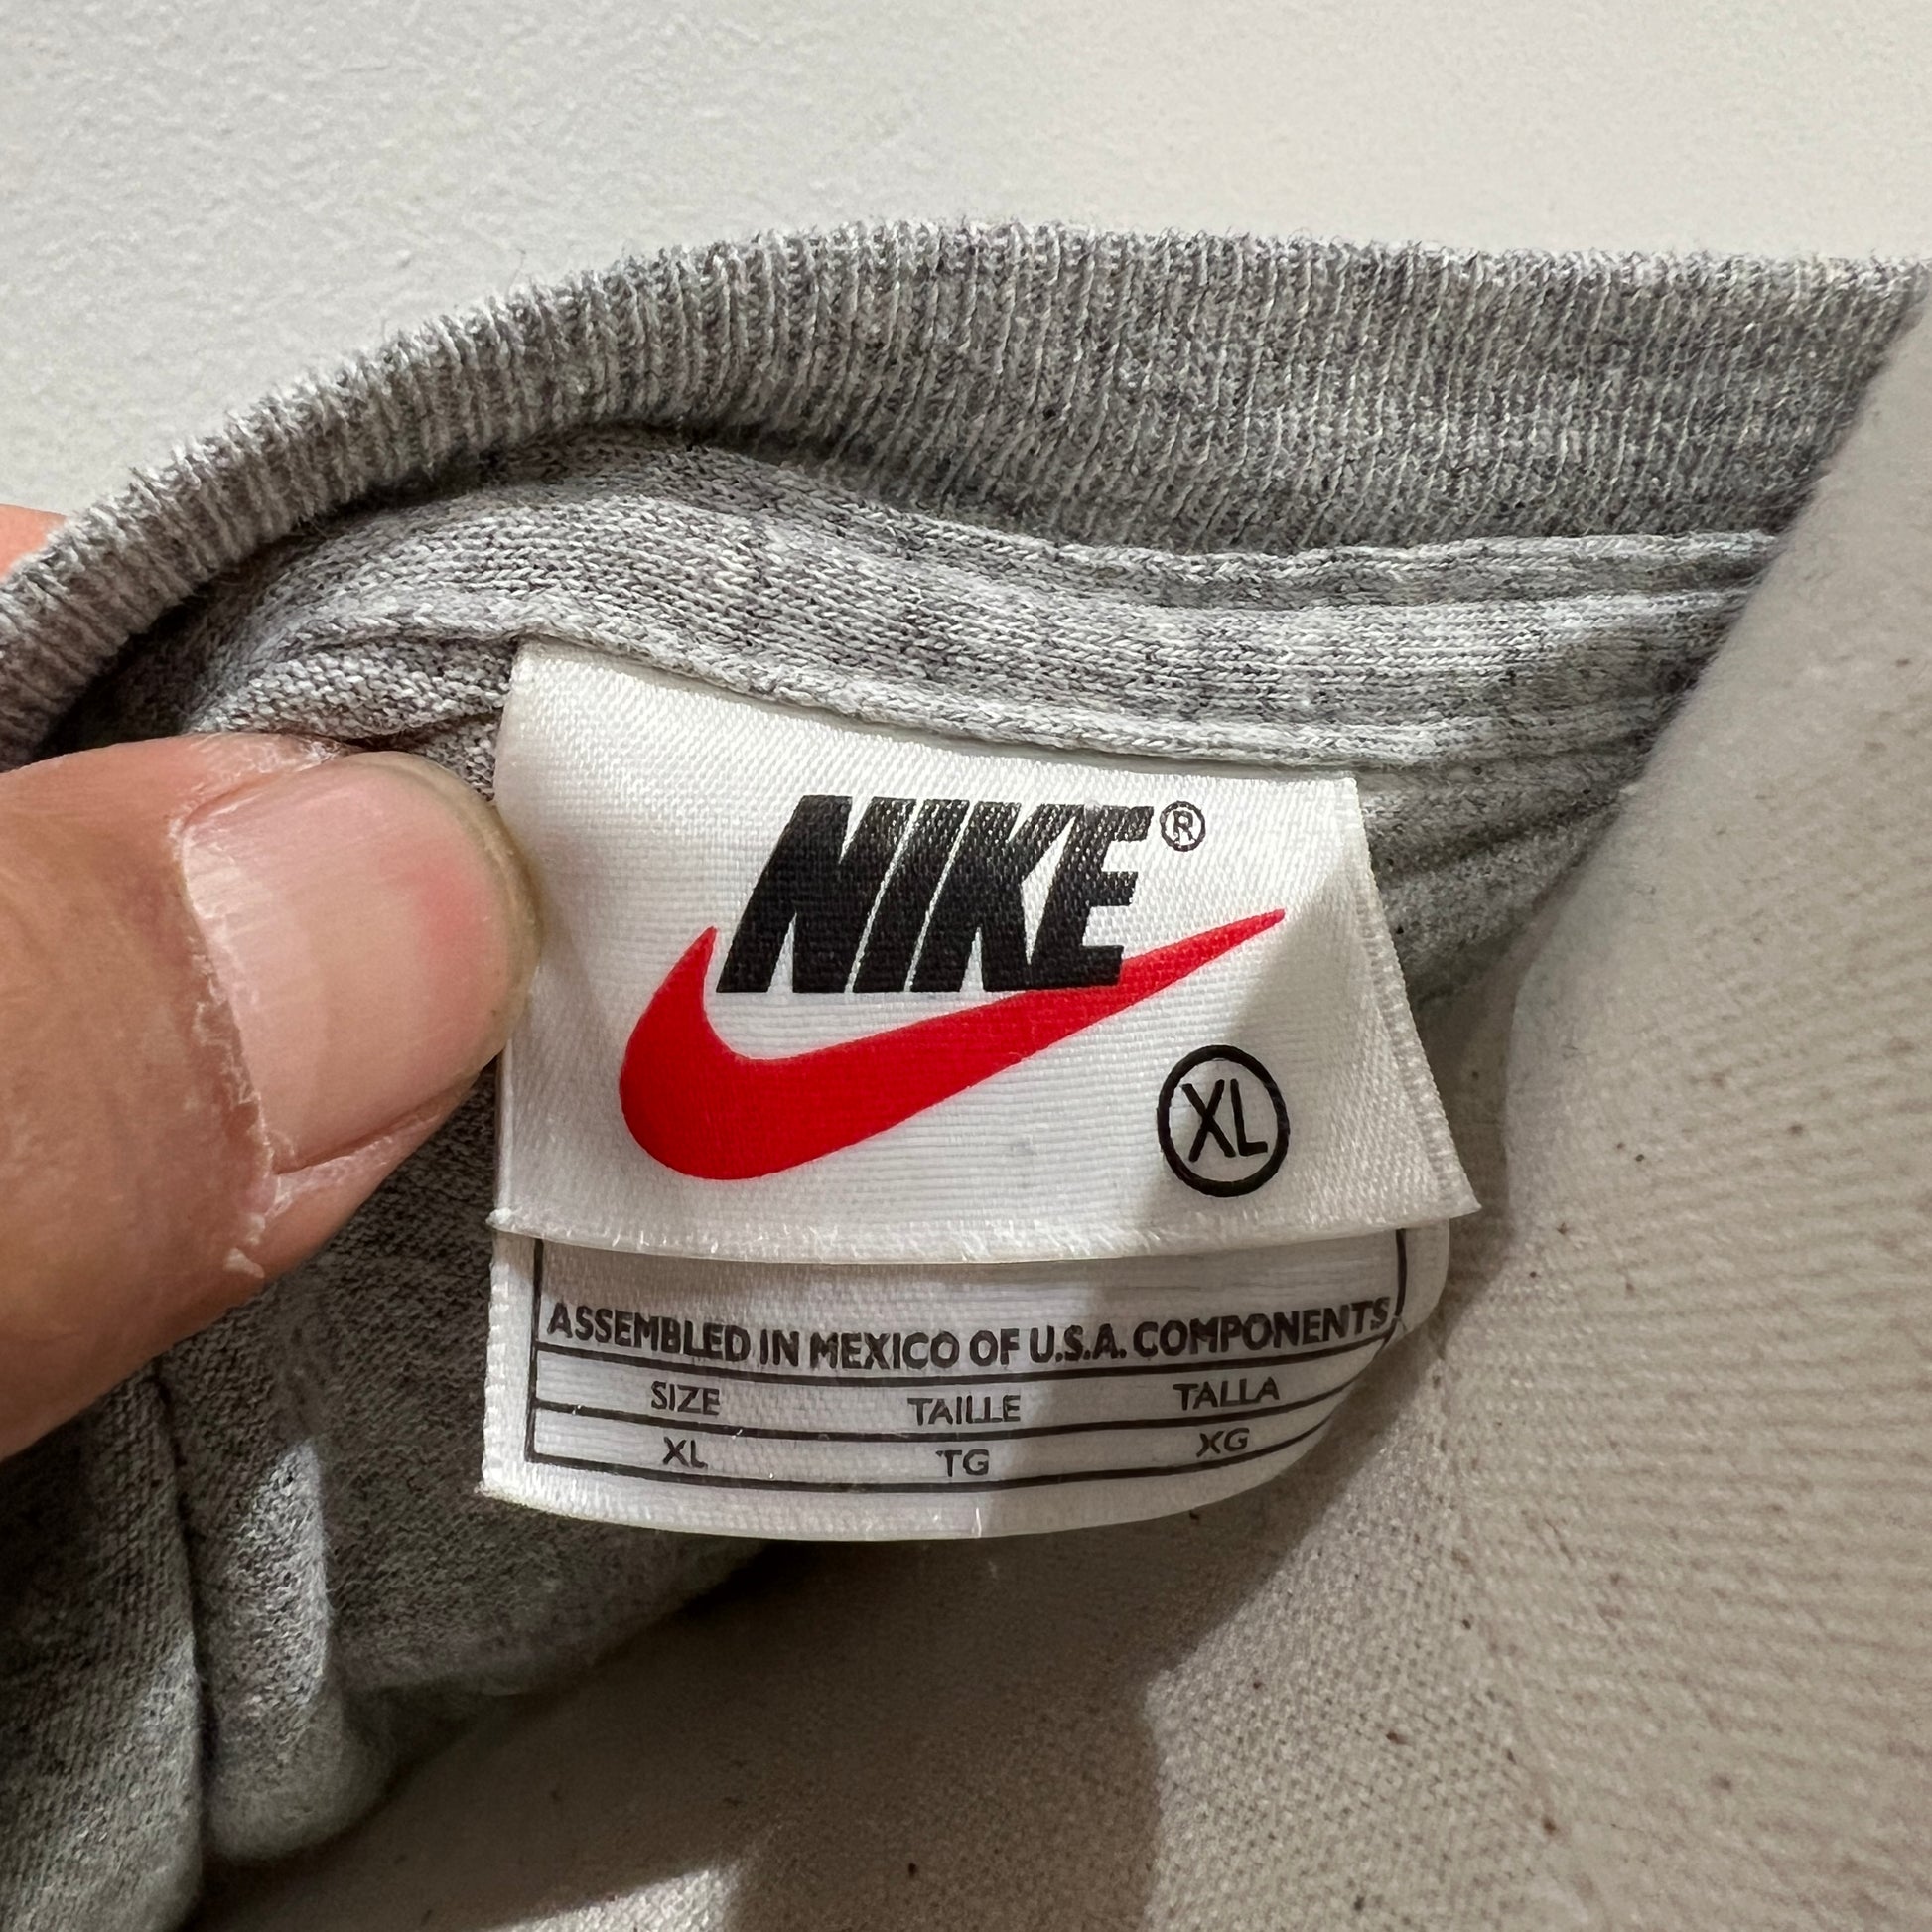 NIKE®
XL
ASSEMBLED IN MEXICO OF U.S.A. COMPONENTS
SIZE TAILLE TALLA
XL TG XG